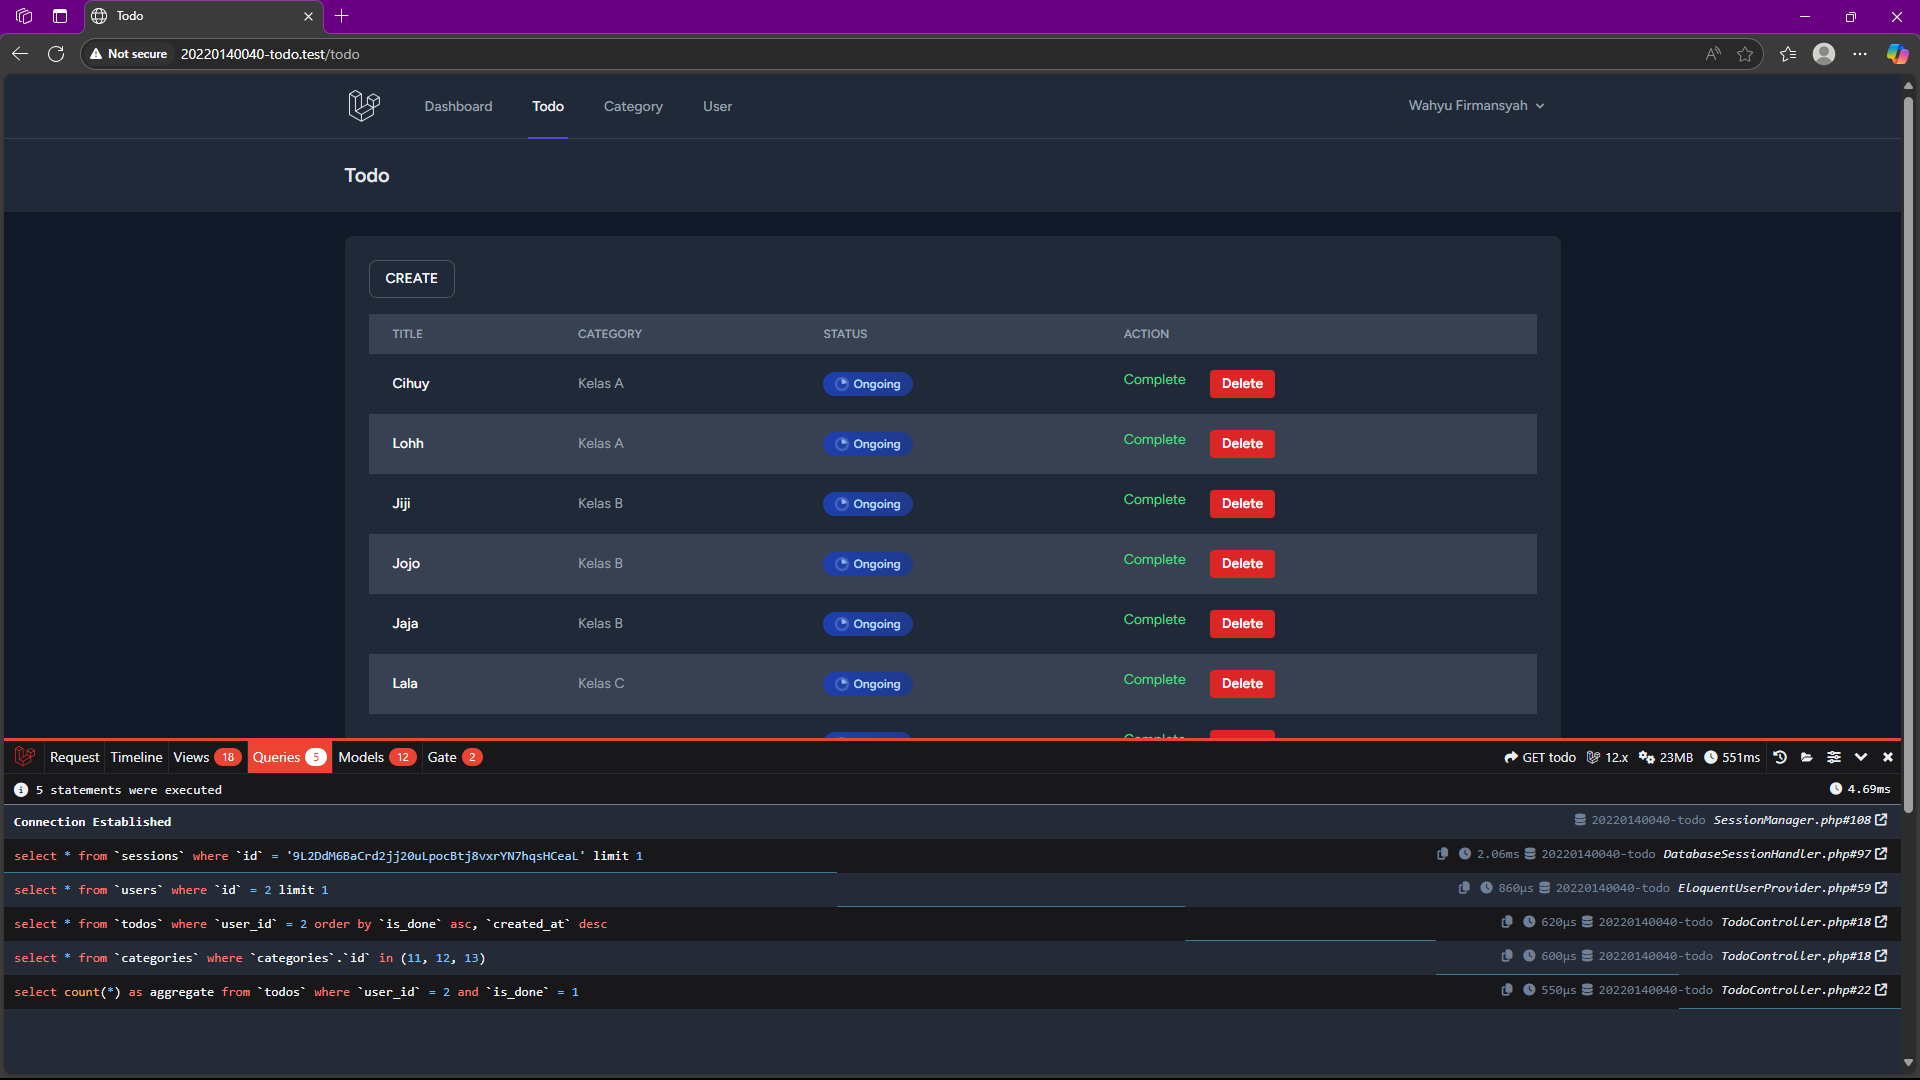 Todo
Not secure 20220140040-todo.test/todo
Dashboard Todo Category User Wahyu Firmansyah
Todo
CREATE
TITLE CATEGORY STATUS ACTION
Cihuy Kelas A Ongoing Complete Delete
Lohh Kelas A Ongoing Complete Delete
Jiji Kelas B Ongoing Complete Delete
Jojo Kelas B Ongoing Complete Delete
Jaja Kelas B Ongoing Complete Delete
Lala Kelas C Ongoing Complete Delete
Complete
Request Timeline Views 18 Queries 5 Models 12 Gate 2 GET todo 12.x 23MB 551ms
5 statements were executed 4.69ms
Connection Established 20220140040-todo SessionManager.php#108
select * from `sessions` where `id` = '9L2DdM6BaCrd2jj20uLpocBtj8vxrYN7hqsHCeaL' limit 1 2.06ms 20220140040-todo DatabaseSessionHandler.php#97
select * from `users` where `id` = 2 limit 1 860μs 20220140040-todo EloquentUserProvider.php#59
select * from `todos` where `user_id` = 2 order by `is_done` asc, `created_at` desc 620μs 20220140040-todo TodoController.php#18
select * from `categories` where `categories`.`id` in (11, 12, 13) 600μs 20220140040-todo TodoController.php#18
select count(*) as aggregate from `todos` where `user_id` = 2 and `is_done` = 1 550μs 20220140040-todo TodoController.php#22